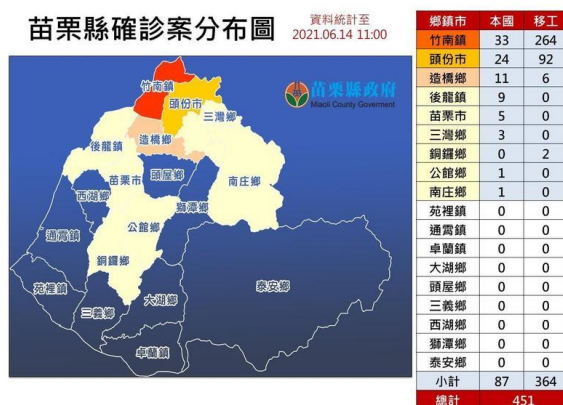 苗栗縣確診案分布圖
資料統計至
2021.06.14 11:00
苗栗縣政府
Miaoli County Goverment
竹南鎮
頭份市
三灣鄉
造橋鄉
後龍鎮
苗栗市
頭屋鄉
南庄鄉
西湖鄉
獅潭鄉
公館鄉
通霄鎮
銅鑼鄉
苑裡鎮
大湖鄉
泰安鄉
三義鄉
卓蘭鎮
鄉鎮市 本國 移工
竹南鎮 33 264
頭份市 24 92
造橋鄉 11 6
後龍鎮 9 0
苗栗市 5 0
三灣鄉 3 0
銅鑼鄉 0 2
公館鄉 1 0
南庄鄉 1 0
苑裡鎮 0 0
通霄鎮 0 0
卓蘭鎮 0 0
大湖鄉 0 0
頭屋鄉 0 0
三義鄉 0 0
西湖鄉 0 0
獅潭鄉 0 0
泰安鄉 0 0
小計 87 364
總計 451